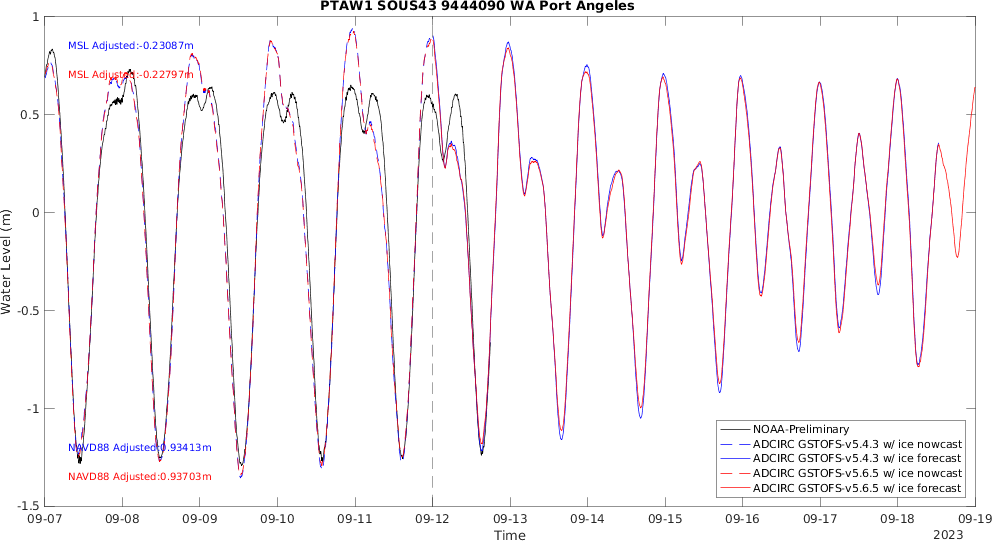 PTAW1 SOUS43 9444090 WA Port Angeles
MSL Adjusted:-0.23087m
MSL Adjusted:-0.22797m
NAVD88 Adjusted:0.93413m
NAVD88 Adjusted:0.93703m
1
0.5
0
-0.5
-1
-1.5
Water Level (m)
NOAA-Preliminary
ADCIRC GSTOFS-v5.4.3 w/ ice nowcast
ADCIRC GSTOFS-v5.4.3 w/ ice forecast
ADCIRC GSTOFS-v5.6.5 w/ ice nowcast
ADCIRC GSTOFS-v5.6.5 w/ ice forecast
09-07 09-08 09-09 09-10 09-11 09-12 09-13 09-14 09-15 09-16 09-17 09-18 09-19
Time
2023